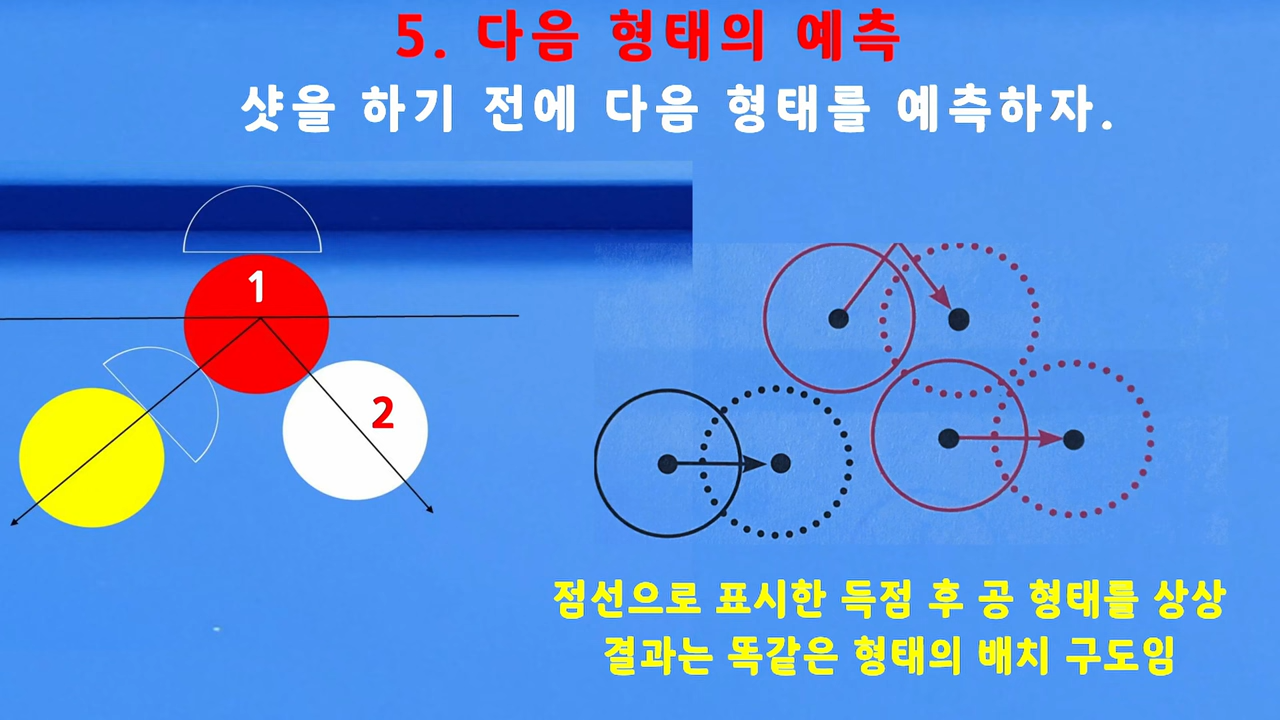 5. 다음 형태의 예측
샷을 하기 전에 다음 형태를 예측하자.
1
2
점선으로 표시한 득점 후 공 형태를 상상
결과는 똑같은 형태의 배치 구도임